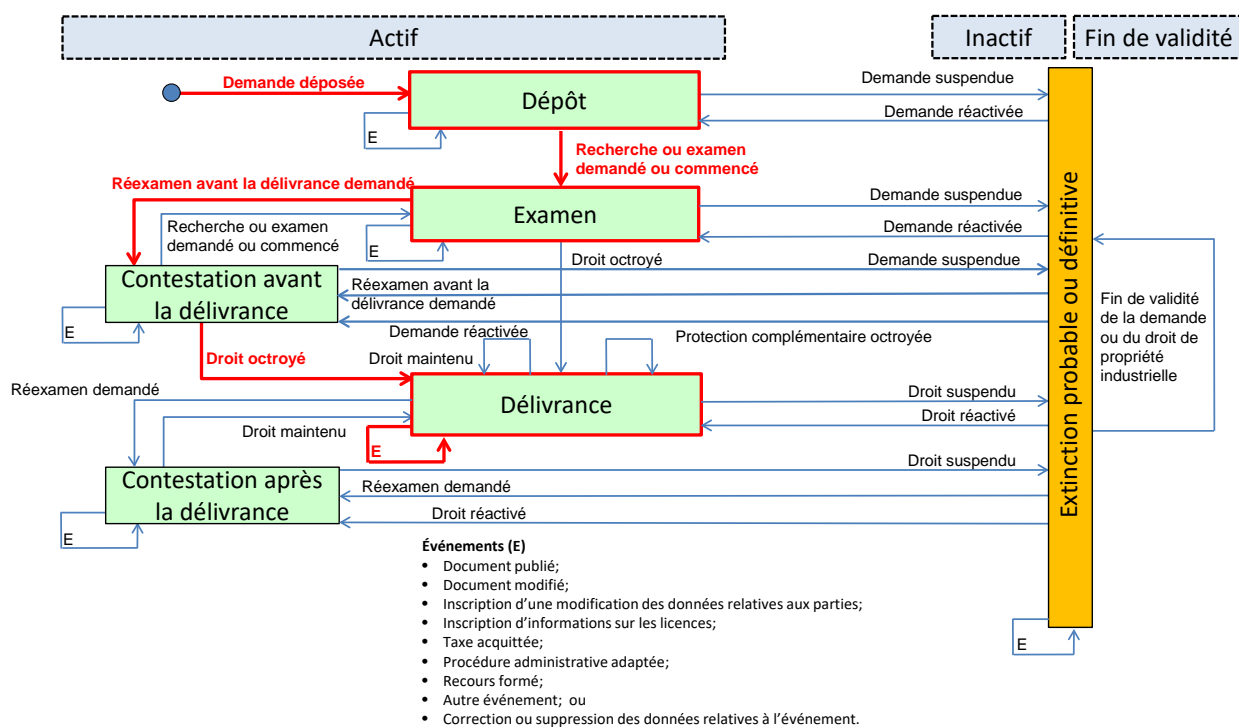 Actif
Inactif
Fin de validité
Demande déposée
Dépôt
Demande suspendue
Demande réactivée
E
Recherche ou examen
demandé ou commencé
Réexamen avant la délivrance demandé
Examen
Demande suspendue
Demande réactivée
Recherche ou examen
demandé ou commencé
E
Droit octroyé
Demande suspendue
Contestation avant
la délivrance
Réexamen avant la
délivrance demandé
E
Demande réactivée
Protection complémentaire octroyée
Droit octroyé
Droit maintenu
Fin de validité
de la demande
ou du droit de
propriété
industrielle
Extinction probable ou définitive
Réexamen demandé
Délivrance
Droit suspendu
Droit réactivé
Droit maintenu
E
Droit suspendu
Contestation après
la délivrance
Réexamen demandé
Droit réactivé
E
Événements (E)
• Document publié;
• Document modifié;
• Inscription d’une modification des données relatives aux parties;
• Inscription d’informations sur les licences;
• Taxe acquittée;
• Procédure administrative adaptée;
• Recours formé;
• Autre événement; ou
• Correction ou suppression des données relatives à l’événement.
E